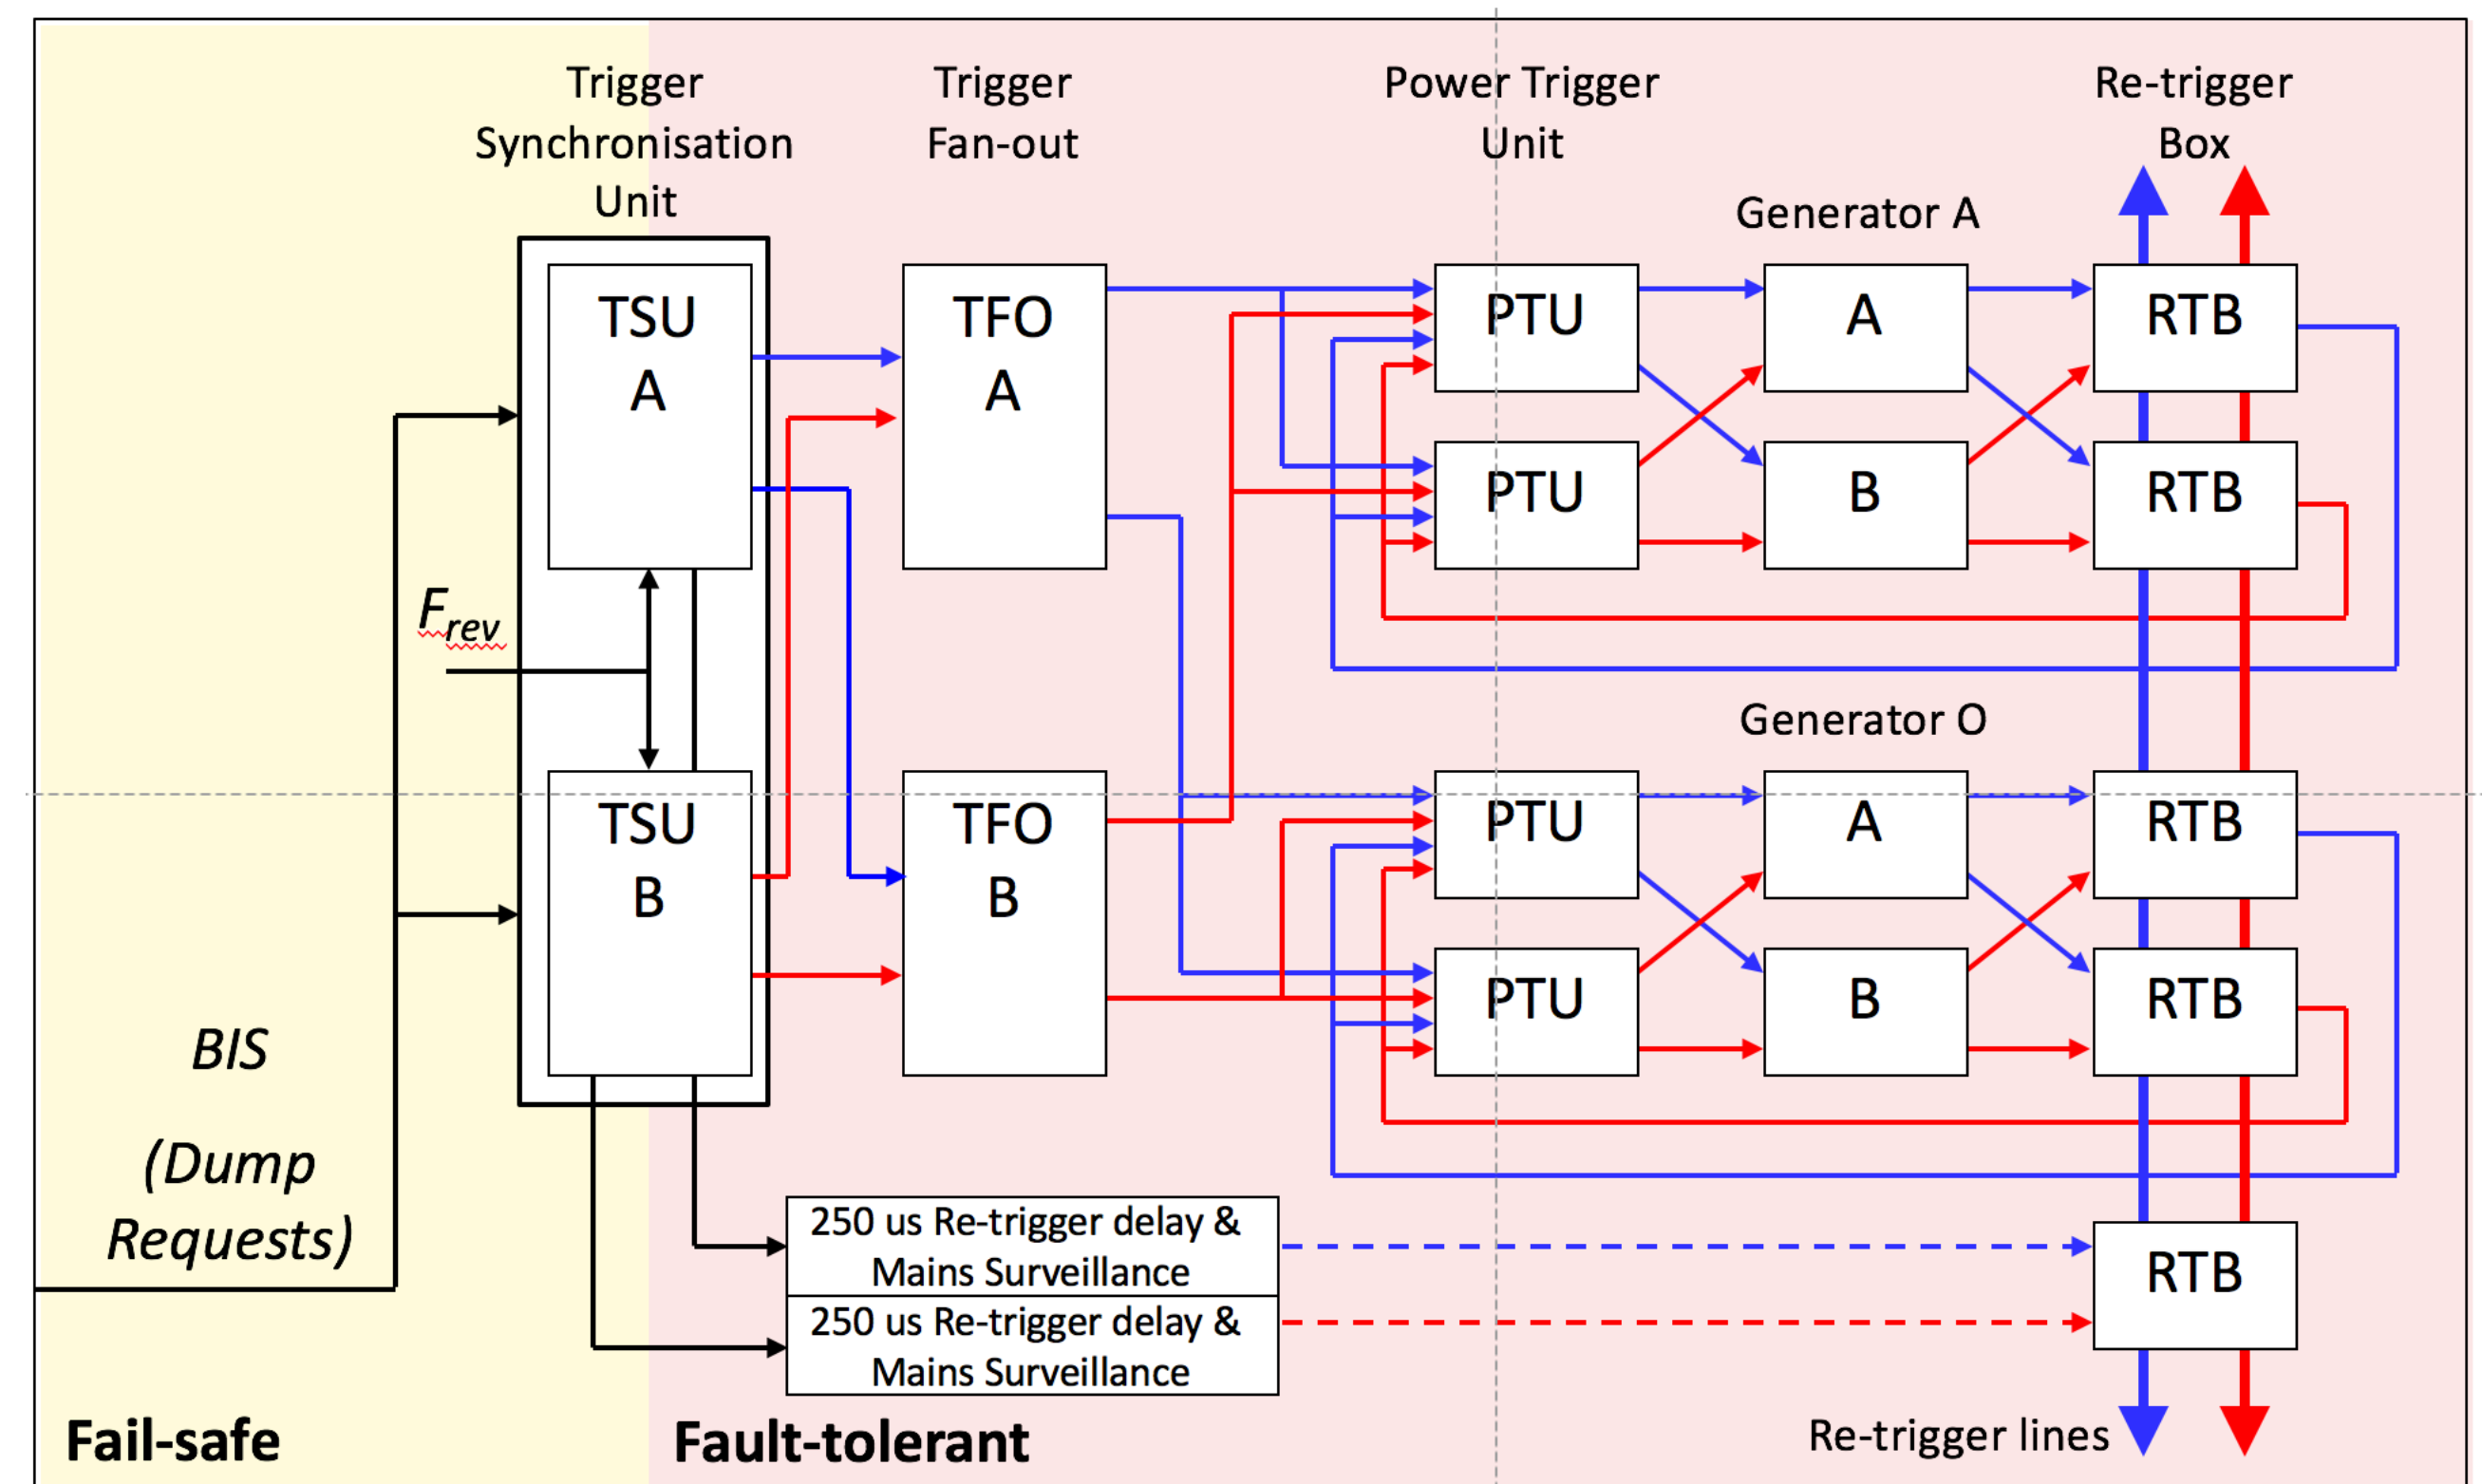 Trigger
Synchronisation
Unit
Trigger
Fan-out
Power Trigger
Unit
Re-trigger
Box
Generator A
TSU
A
TFO
A
PTU
A
RTB
PTU
B
RTB
Frev
Generator O
TSU
B
TFO
B
PTU
A
RTB
PTU
B
RTB
BIS
(Dump
Requests)
250 us Re-trigger delay &
Mains Surveillance
250 us Re-trigger delay &
Mains Surveillance
RTB
Re-trigger lines
Fail-safe
Fault-tolerant